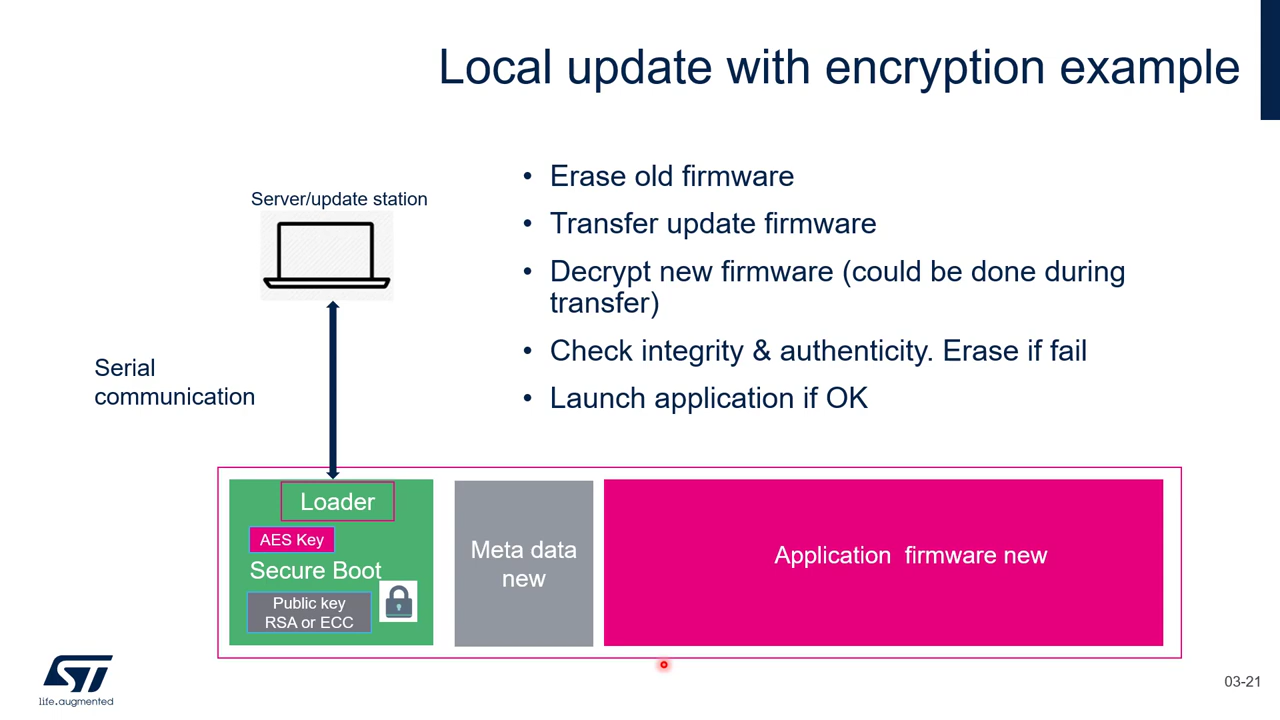 Local update with encryption example
Server/update station
• Erase old firmware
• Transfer update firmware
• Decrypt new firmware (could be done during
transfer)
• Check integrity & authenticity. Erase if fail
• Launch application if OK
Serial
communication
Loader
AES Key
Secure Boot
Public key
RSA or ECC
Meta data
new
Application firmware new
ST
life.augmented
03-21